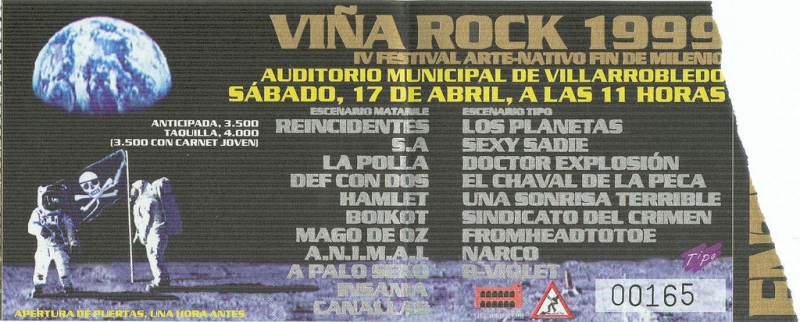 VIÑA ROCK 1999
IV FESTIVAL ARTE-NATIVO FIN DE MILENIO
AUDITORIO MUNICIPAL DE VILLARROBLEDO
SÁBADO, 17 DE ABRIL, A LAS 11 HORAS
ANTICIPADA, 3.500
TAQUILLA, 4.000
(3.500 CON CARNET JOVEN)
ESCENARIO MATARILE
REINCIDENTES
S.A
LA POLLA
DEF CON DOS
HAMLET
BOIKOT
MAGO DE OZ
A.N.I.M.A.L
A PALO SEKO
INSANIA
CANALLAS
ESCENARIO TIPO
LOS PLANETAS
SEXY SADIE
DOCTOR EXPLOSIÓN
EL CHAVAL DE LA PECA
UNA SONRISA TERRIBLE
SINDICATO DEL CRIMEN
FROMHEADTOTOE
NARCO
B-VIOLET
Tipo
00165
APERTURA DE PUERTAS, UNA HORA ANTES